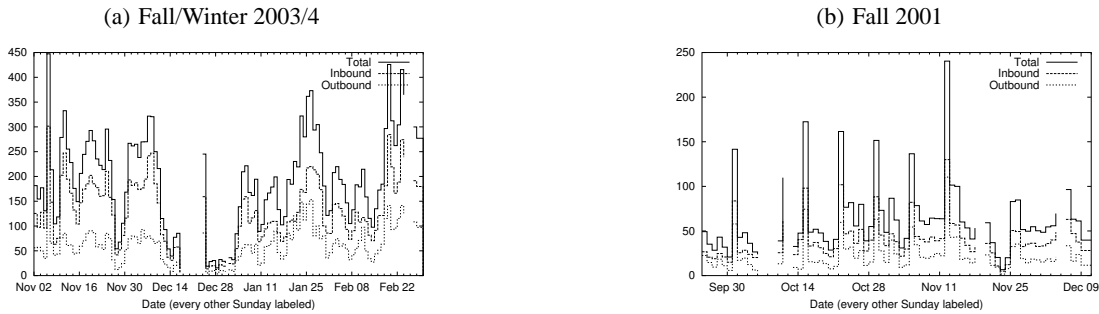 (a) Fall/Winter 2003/4
450
400
350
300
250
200
150
100
50
0
Total
Inbound
Outbound
Nov 02 Nov 16 Nov 30 Dec 14 Dec 28 Jan 11 Jan 25 Feb 08 Feb 22
Date (every other Sunday labeled)
(b) Fall 2001
250
200
150
100
50
0
Total
Inbound
Outbound
Sep 30 Oct 14 Oct 28 Nov 11 Nov 25 Dec 09
Date (every other Sunday labeled)